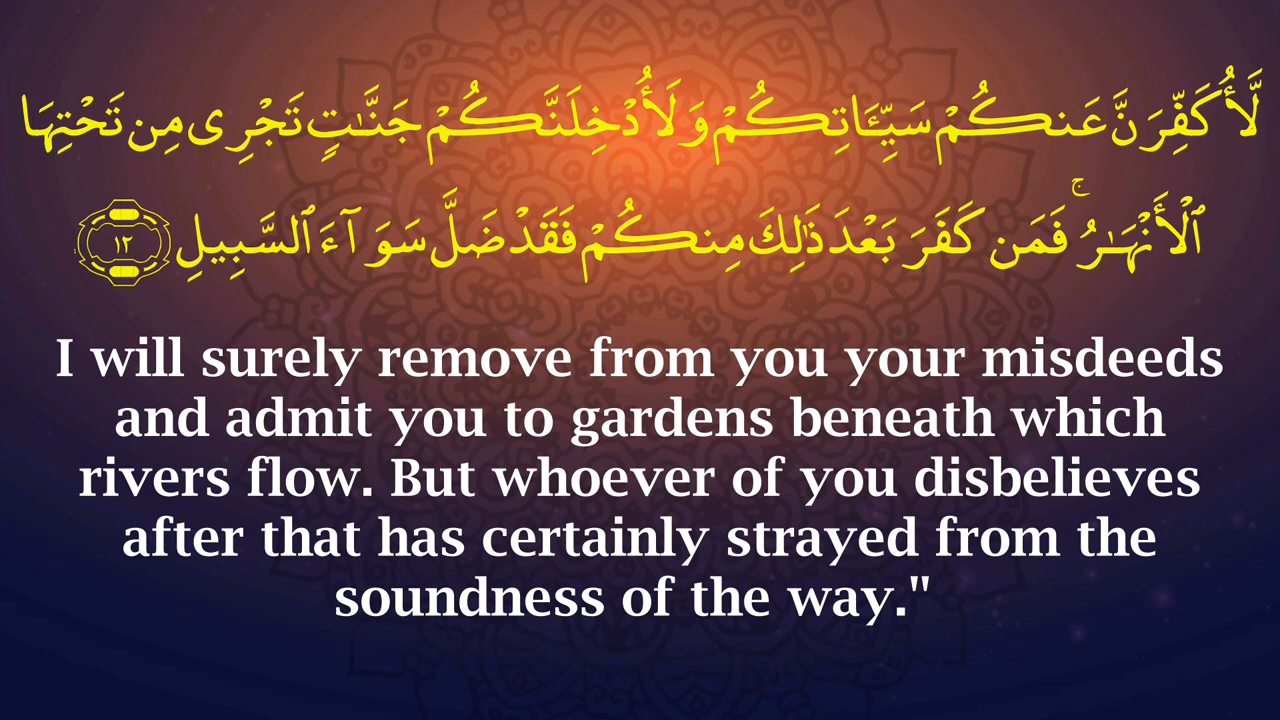 لَّأُكَفِّرَنَّ عَنكُمْ سَيِّـَٔاتِكُمْ وَلَأُدْخِلَنَّكُمْ جَنَّـٰتٍ تَجْرِى مِن تَحْتِهَا
ٱلْأَنْهَـٰرُ ۚ فَمَن كَفَرَ بَعْدَ ذَٰلِكَ مِنكُمْ فَقَدْ ضَلَّ سَوَآءَ ٱلسَّبِيلِ ١٢
I will surely remove from you your misdeeds
and admit you to gardens beneath which
rivers flow. But whoever of you disbelieves
after that has certainly strayed from the
soundness of the way."